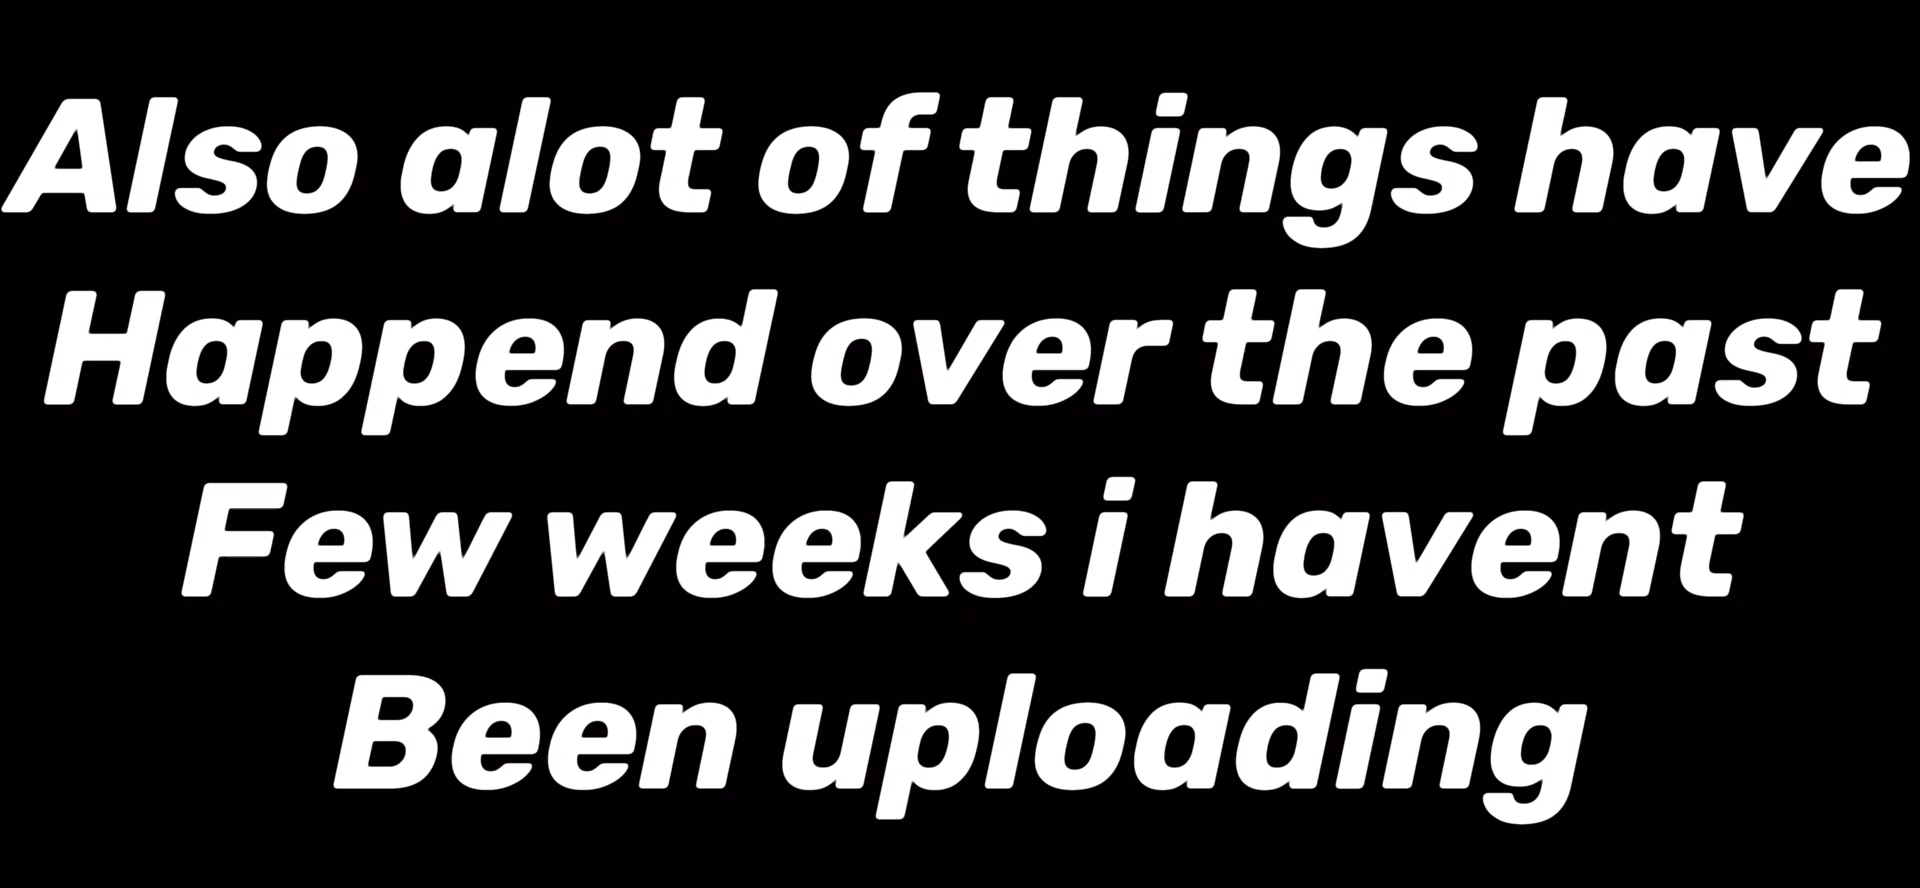 Also alot of things have
Happend over the past
Few weeks i havent
Been uploading